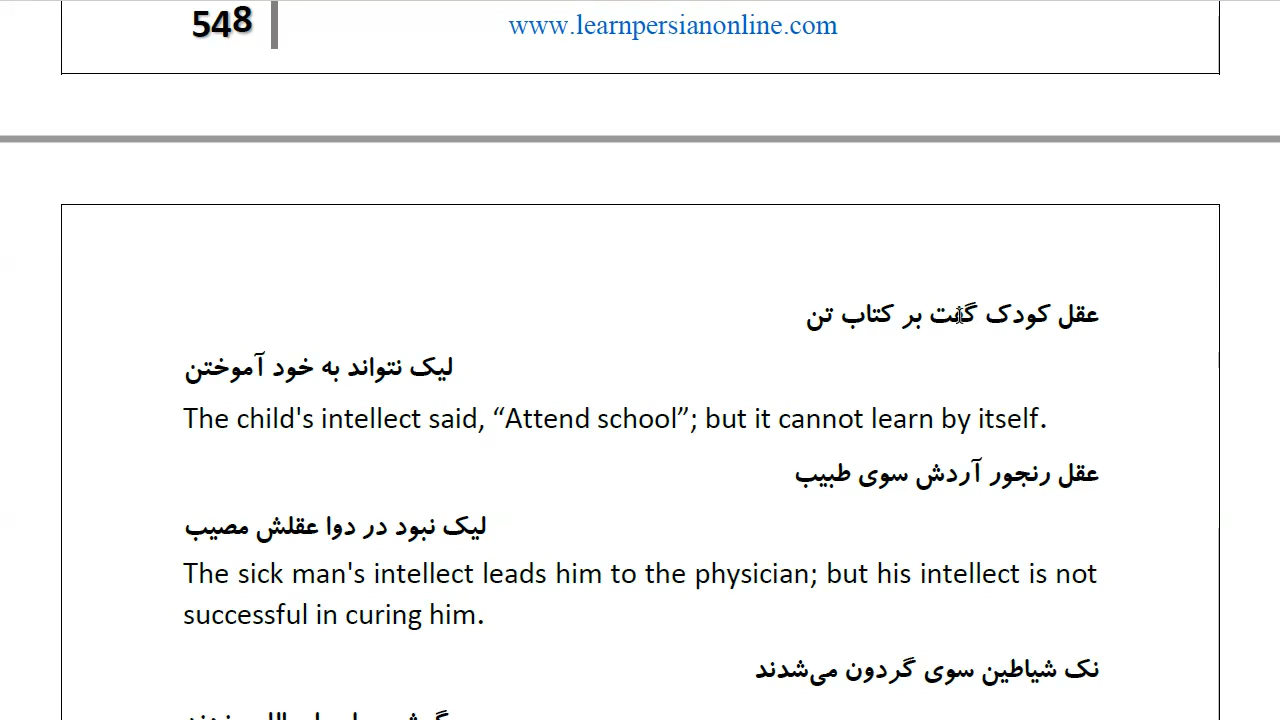 548
www.learnpersianonline.com
عقل کودک گفت بر کتاب تن
لیک نتواند به خود آموختن
The child's intellect said, “Attend school”; but it cannot learn by itself.
عقل رنجور آردش سوی طبیب
لیک نبود در دوا عقلش مصیب
The sick man's intellect leads him to the physician; but his intellect is not
successful in curing him.
نک شیاطین سوی گردون می‌شدند